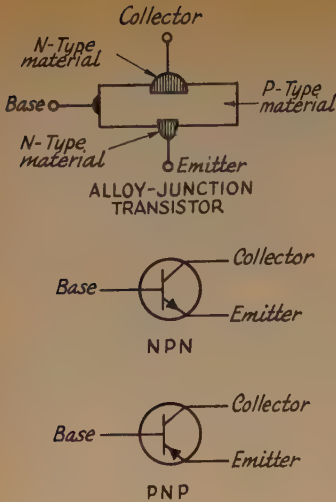 Collector
N-Type
material
Base
P-Type
material
N-Type
material
Emitter
ALLOY-JUNCTION
TRANSISTOR
Collector
Base
Emitter
NPN
Collector
Base
Emitter
PNP